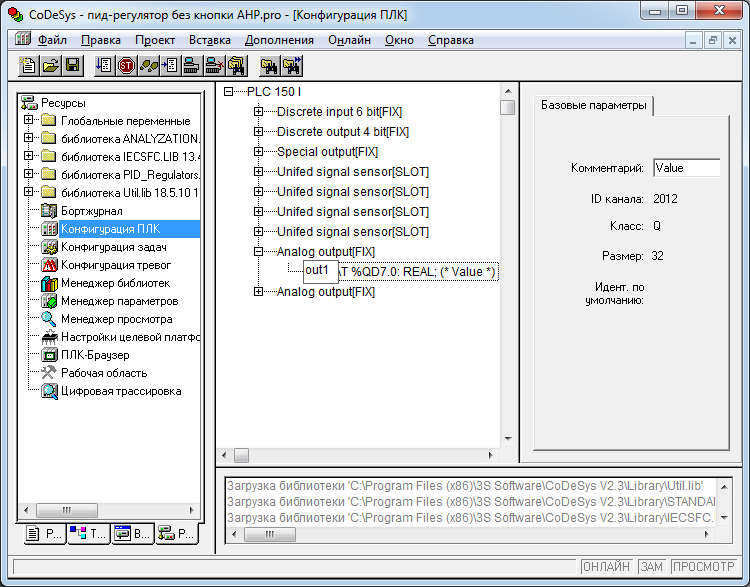 CoDeSys - пид-регулятор без кнопки АНР.pro - [Конфигурация ПЛК]
Файл Правка Проект Вставка Дополнения Онлайн Окно Справка
Ресурсы
Глобальные переменные
библиотека ANALYZATION.
библиотека IECSFC.LIB 13.4
библиотека PID_Regulators.
библиотека Util.lib 18.5.10 1
Бортжурнал
Конфигурация ПЛК
Конфигурация задач
Конфигурация тревог
Менеджер библиотек
Менеджер параметров
Менеджер просмотра
Настройки целевой платфо
ПЛК-Браузер
Рабочая область
Цифровая трассировка
Р...
Т...
В...
Р...
PLC 150 I
Discrete input 6 bit[FIX]
Discrete output 4 bit[FIX]
Special output[FIX]
Unifed signal sensor[SLOT]
Unifed signal sensor[SLOT]
Unifed signal sensor[SLOT]
Unifed signal sensor[SLOT]
Analog output[FIX]
out1 AT %QD7.0: REAL; (* Value *)
Analog output[FIX]
Базовые параметры
Комментарий: Value
ID канала: 2012
Класс: Q
Размер: 32
Идент. по
умолчанию:
Загрузка библиотеки 'C:\Program Files (x86)\3S Software\CoDeSys V2.3\Library\Util.lib'
Загрузка библиотеки 'C:\Program Files (x86)\3S Software\CoDeSys V2.3\Library\STANDAI
Загрузка библиотеки 'C:\Program Files (x86)\3S Software\CoDeSys V2.3\Library\IECSFC.
ОНЛАЙН ЗАМ ПРОСМОТР